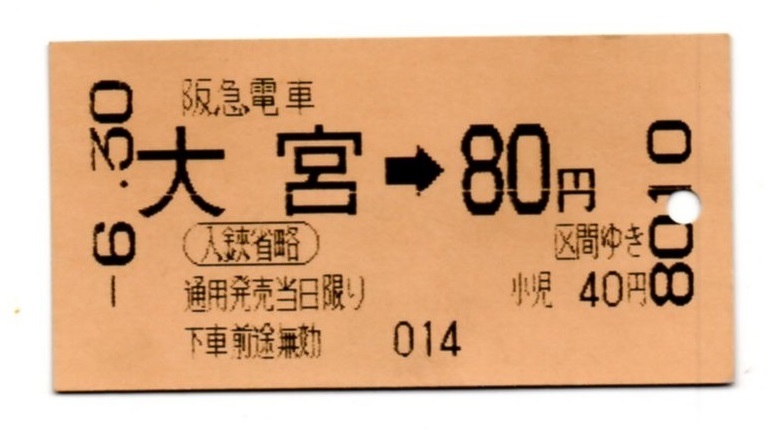 阪急電車
大宮➡80円
入鋏省略
区間ゆき
通用発売当日限り
小児 40円
下車前途無効
014
-6.30
8010